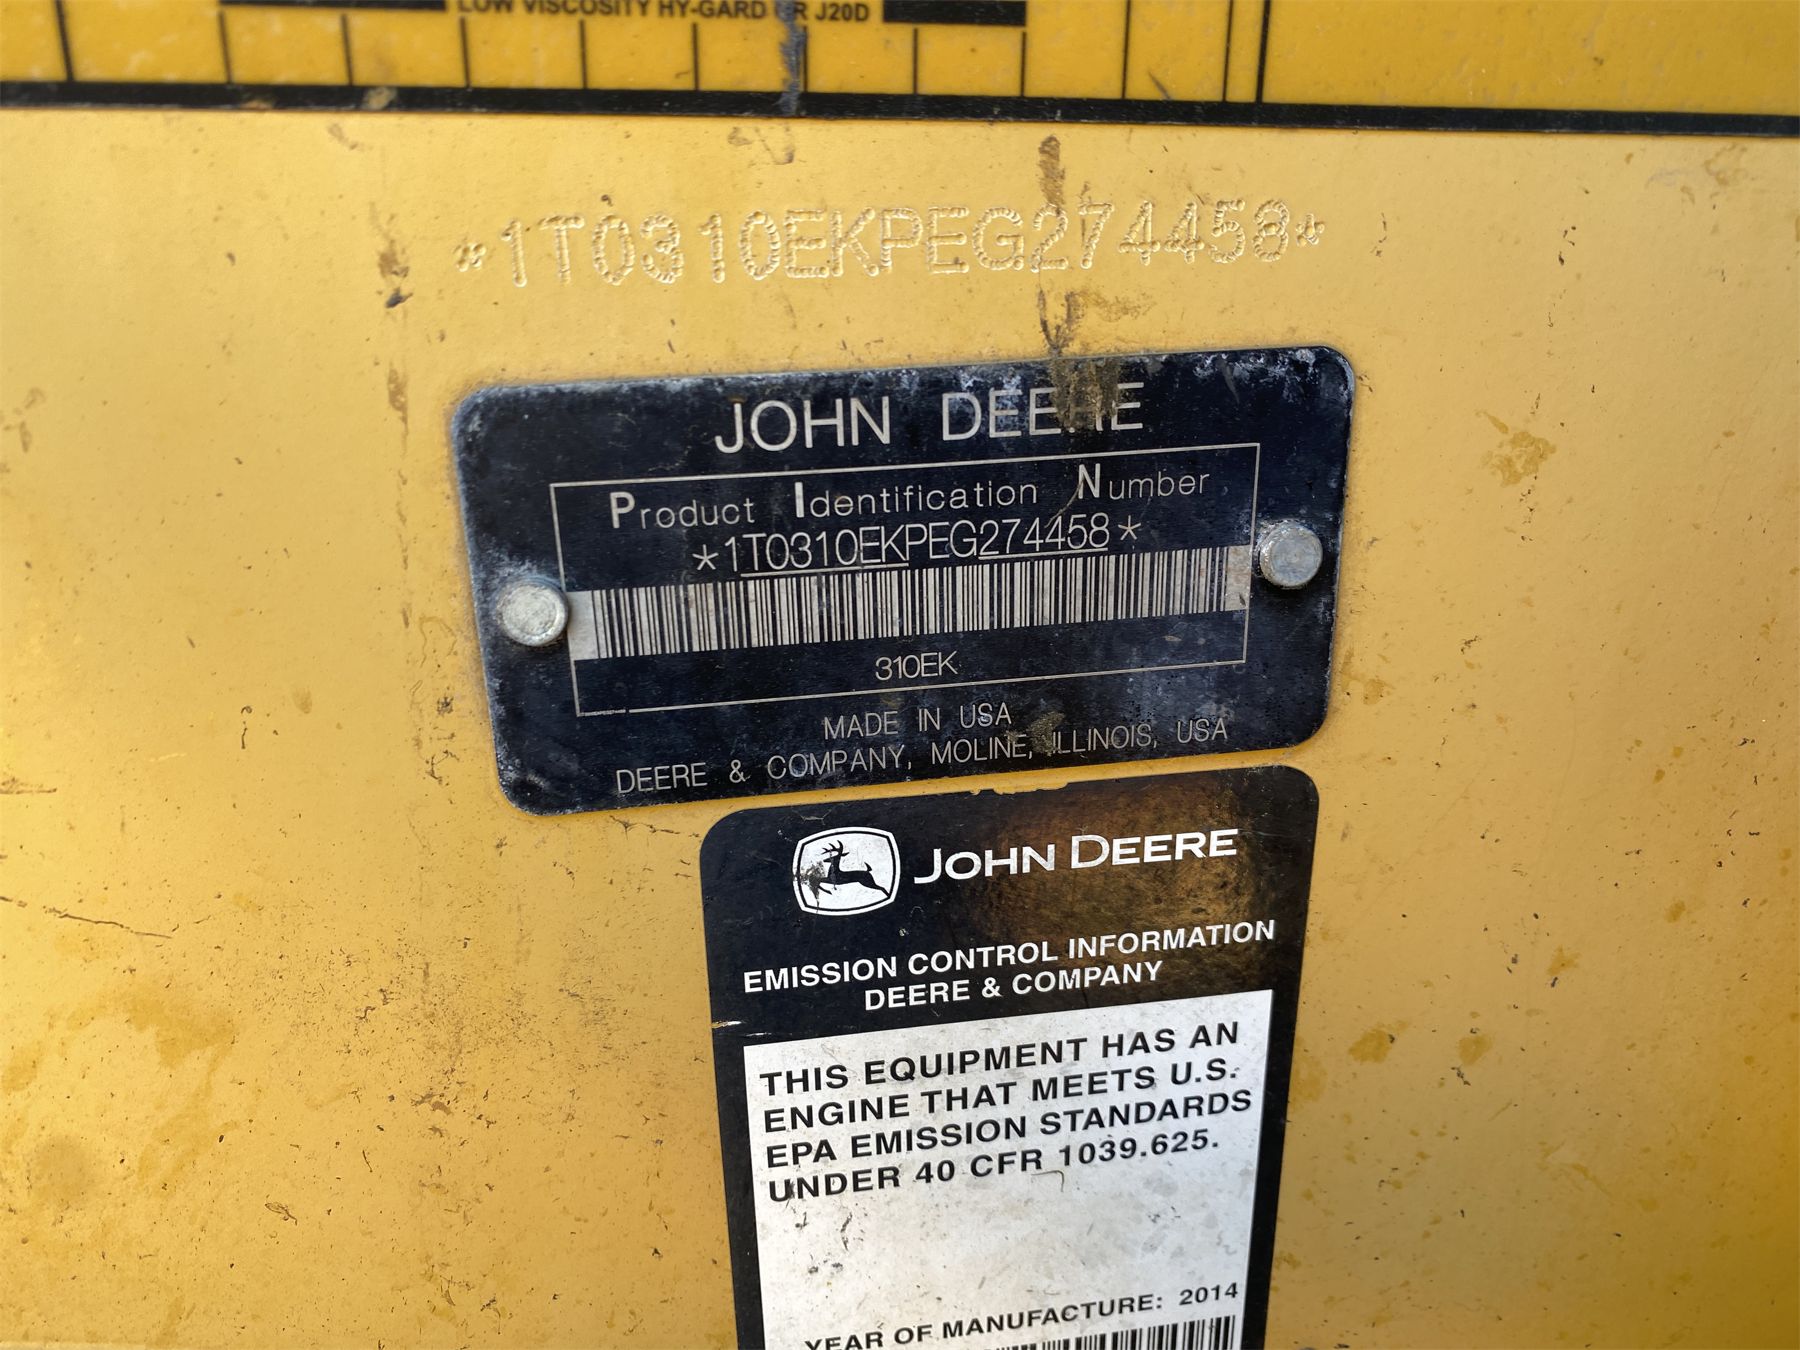 LOW VISCOSITY HY-GARD OR J20D
*1T0310EKPEG274458*
JOHN DEERE
Product Identification Number
*1T0310EKPEG274458*
310EK
MADE IN USA
DEERE & COMPANY, MOLINE, ILLINOIS, USA
JOHN DEERE
EMISSION CONTROL INFORMATION
DEERE & COMPANY
THIS EQUIPMENT HAS AN
ENGINE THAT MEETS U.S.
EPA EMISSION STANDARDS
UNDER 40 CFR 1039.625.
YEAR OF MANUFACTURE: 2014